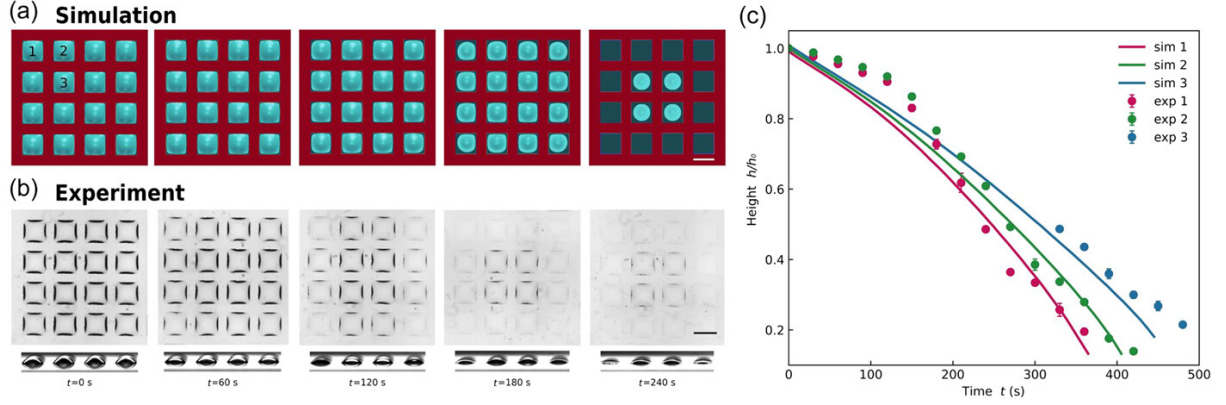 (a) Simulation
1 2
3
(b) Experiment
t=0 s t=60 s t=120 s t=180 s t=240 s
(c)
Height h/h₀
1.0
0.8
0.6
0.4
0.2
0 100 200 300 400 500
Time t (s)
sim 1
sim 2
sim 3
exp 1
exp 2
exp 3